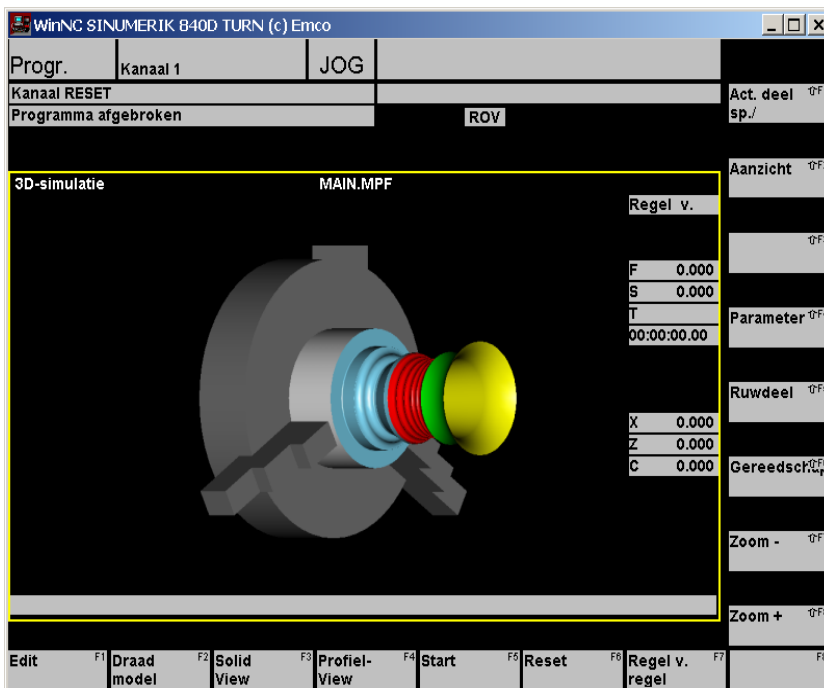 WinNC SINUMERIK 840D TURN (c) Emco
Progr.
Kanaal 1
JOG
Kanaal RESET
Programma afgebroken
ROV
3D-simulatie
MAIN.MPF
Regel v.
F 0.000
S 0.000
T
00:00:00.00
X 0.000
Z 0.000
C 0.000
Act. deel
sp./
Aanzicht
Parameter
Ruwdeel
Gereedschap
Zoom -
Zoom +
Edit F1
Draad F2
model
Solid F3
View
Profiel- F4
View
Start F5
Reset F6
Regel v. F7
regel